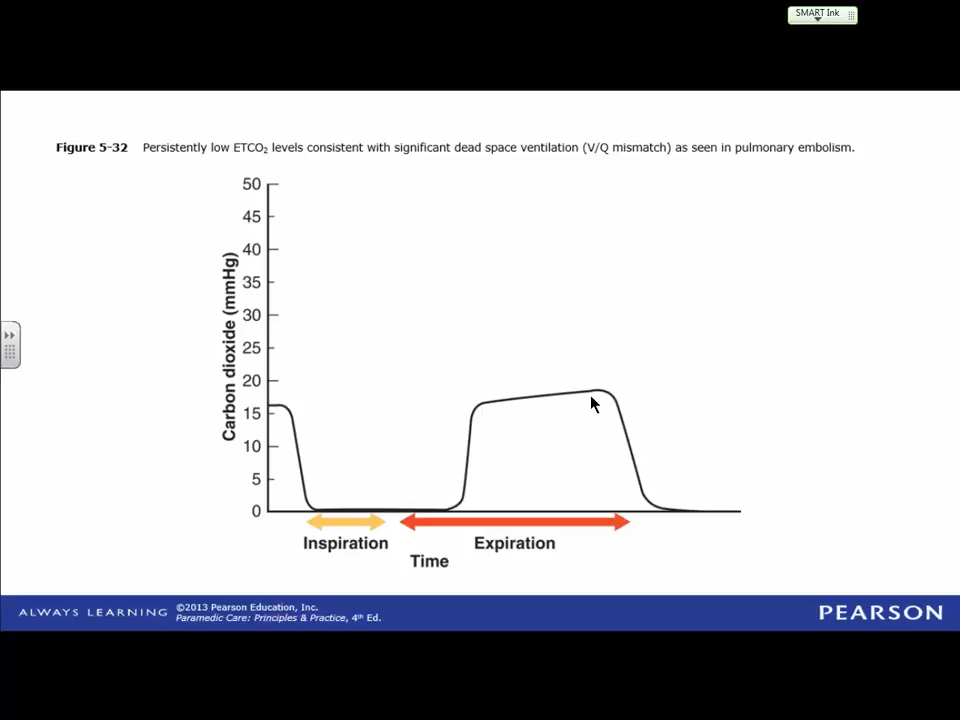 SMART Ink
Figure 5-32 Persistently low ETCO₂ levels consistent with significant dead space ventilation (V/Q mismatch) as seen in pulmonary embolism.
50
45
40
35
30
25
20
15
10
5
0
Carbon dioxide (mmHg)
Inspiration
Expiration
Time
ALWAYS LEARNING
©2013 Pearson Education, Inc.
Paramedic Care: Principles & Practice, 4th Ed.
PEARSON